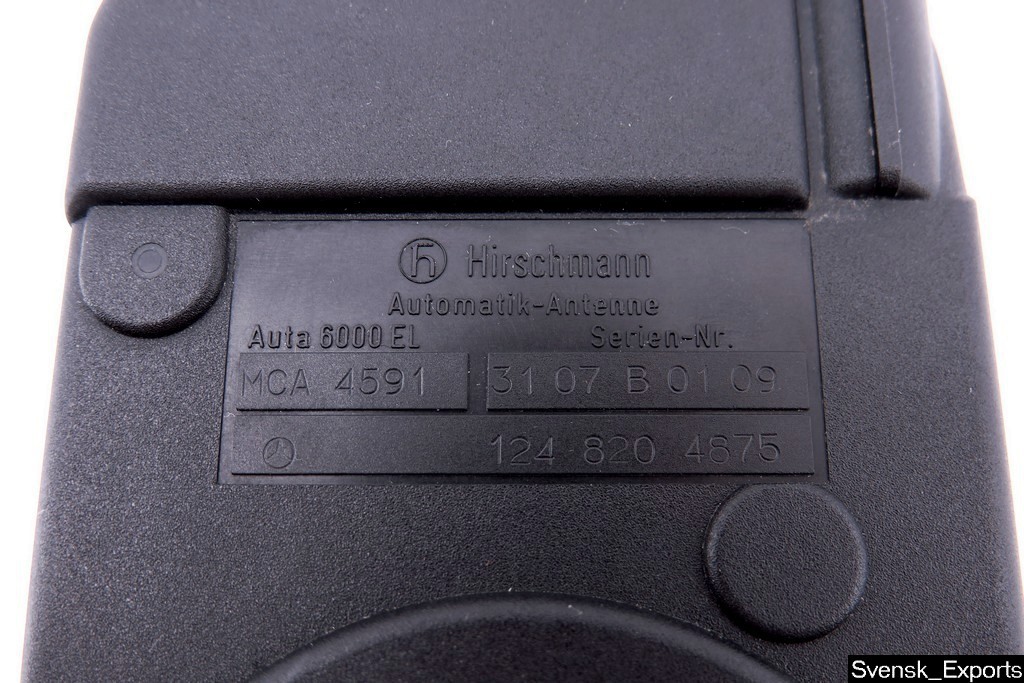 Hirschmann
Automatik-Antenne
Auta 6000 EL Serien-Nr.
MCA 4591 31 07 B 01 09
124 820 4875
Svensk_Exports